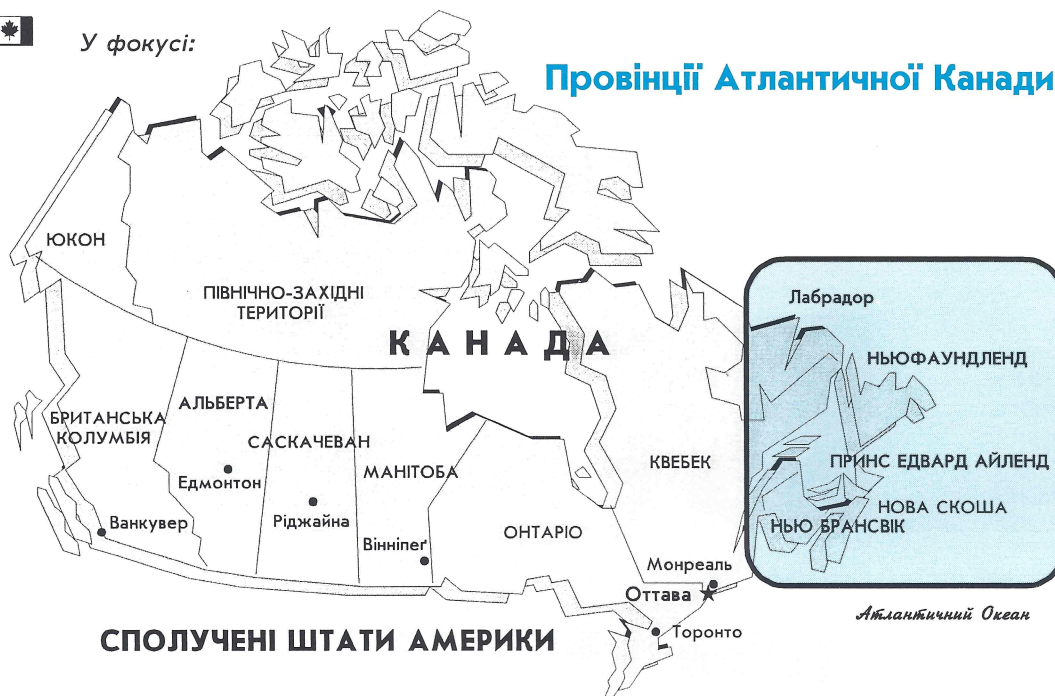 У фокусі:
Провінції Атлантичної Канади
ЮКОН
ПІВНІЧНО-ЗАХІДНІ
ТЕРИТОРІЇ
КАНАДА
Лабрадор
НЬЮФАУНДЛЕНД
БРИТАНСЬКА
КОЛУМБІЯ
АЛЬБЕРТА
Едмонтон
САСКАЧЕВАН
Ріджайна
МАНІТОБА
Вінніпеґ
Ванкувер
ОНТАРІО
КВЕБЕК
ПРИНС ЕДВАРД АЙЛЕНД
НОВА СКОША
НЬЮ БРАНСВІК
Монреаль
Оттава
Торонто
Атлантичний Океан
СПОЛУЧЕНІ ШТАТИ АМЕРИКИ